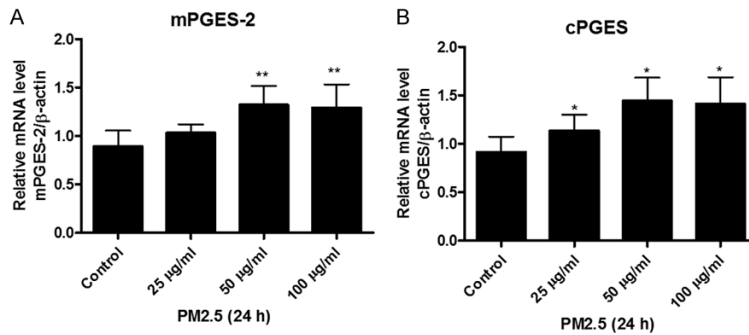 A
mPGES-2
Relative mRNA level
mPGES-2/β-actin
2.0
1.5
1.0
0.5
0.0
**
**
Control
25 μg/ml
50 μg/ml
100 μg/ml
PM2.5 (24 h)
B
cPGES
Relative mRNA level
cPGES/β-actin
2.0
1.5
1.0
0.5
0.0
*
*
*
Control
25 μg/ml
50 μg/ml
100 μg/ml
PM2.5 (24 h)